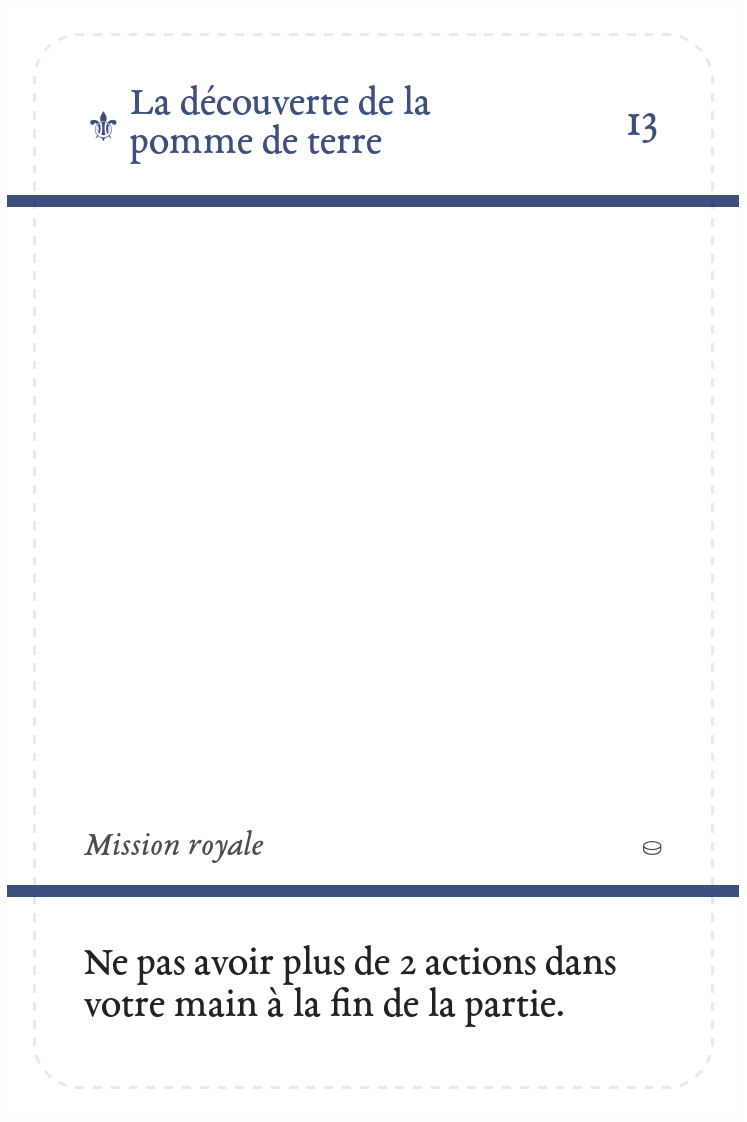 ⚜ La découverte de la
pomme de terre
13
Mission royale ⛀
Ne pas avoir plus de 2 actions dans
votre main à la fin de la partie.